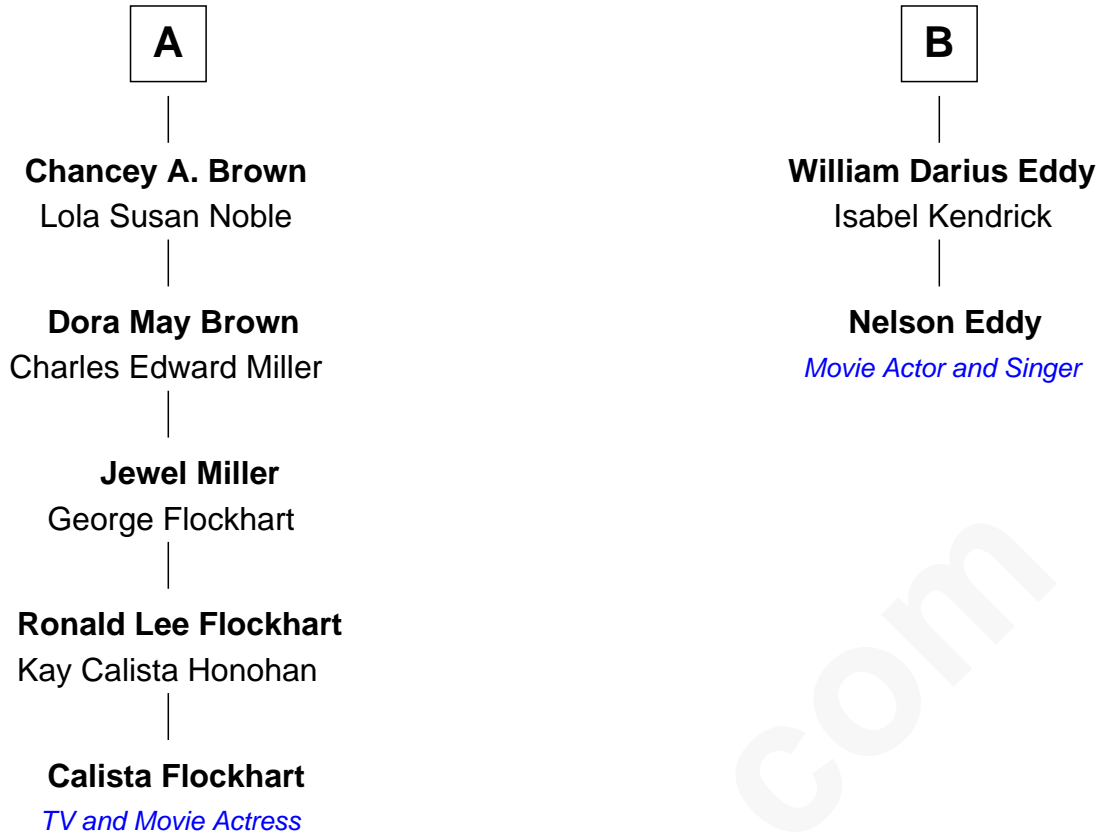 A
Chancey A. Brown
Lola Susan Noble
Dora May Brown
Charles Edward Miller
Jewel Miller
George Flockhart
Ronald Lee Flockhart
Kay Calista Honohan
Calista Flockhart
TV and Movie Actress
B
William Darius Eddy
Isabel Kendrick
Nelson Eddy
Movie Actor and Singer
com